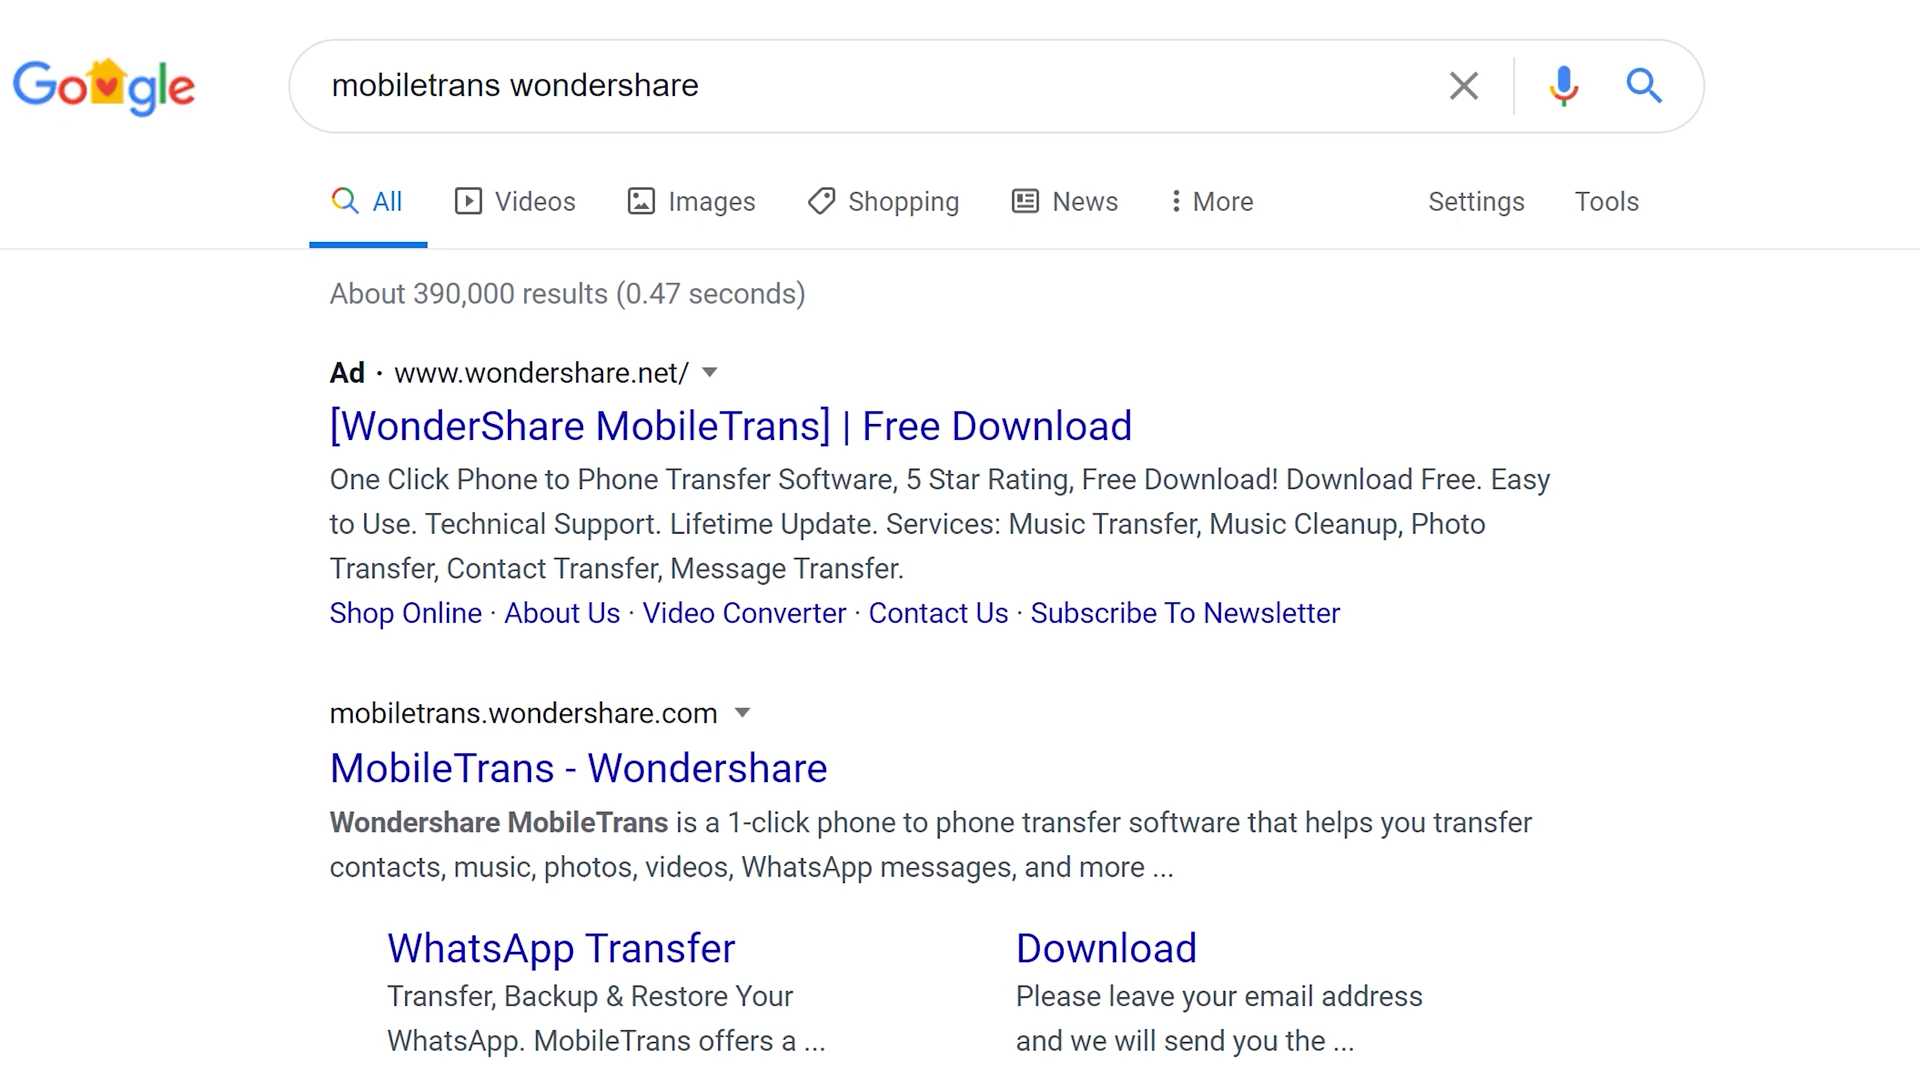 Google
mobiletrans wondershare
All Videos Images Shopping News More Settings Tools
About 390,000 results (0.47 seconds)
Ad · www.wondershare.net/
[WonderShare MobileTrans] | Free Download
One Click Phone to Phone Transfer Software, 5 Star Rating, Free Download! Download Free. Easy
to Use. Technical Support. Lifetime Update. Services: Music Transfer, Music Cleanup, Photo
Transfer, Contact Transfer, Message Transfer.
Shop Online · About Us · Video Converter · Contact Us · Subscribe To Newsletter
mobiletrans.wondershare.com
MobileTrans - Wondershare
Wondershare MobileTrans is a 1-click phone to phone transfer software that helps you transfer
contacts, music, photos, videos, WhatsApp messages, and more ...
WhatsApp Transfer
Transfer, Backup & Restore Your
WhatsApp. MobileTrans offers a ...
Download
Please leave your email address
and we will send you the ...